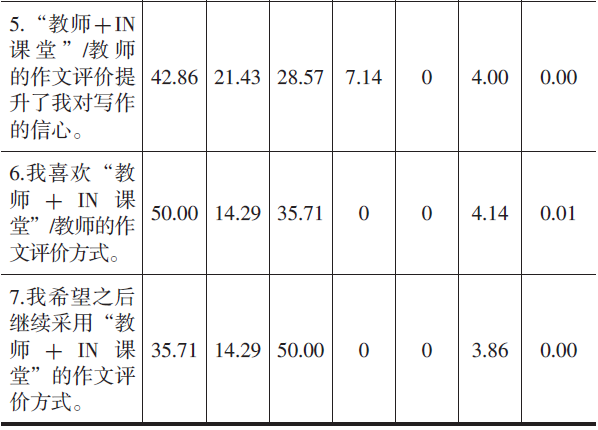 5.“教师＋IN
课堂”/教师
的作文评价提
升了我对写作
的信心。
42.86 21.43 28.57 7.14 0 4.00 0.00
6.我喜欢“教
师 ＋ IN 课
堂”/教师的作
文评价方式。
50.00 14.29 35.71 0 0 4.14 0.01
7.我希望之后
继续采用“教
师 ＋ IN 课
堂”的作文评
价方式。
35.71 14.29 50.00 0 0 3.86 0.00